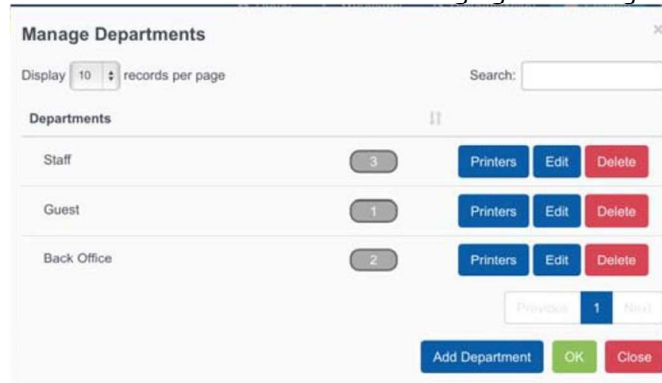 Manage Departments ×
Display 10 records per page Search:
Departments
Staff 3 Printers Edit Delete
Guest 1 Printers Edit Delete
Back Office 2 Printers Edit Delete
Previous 1 Next
Add Department OK Close